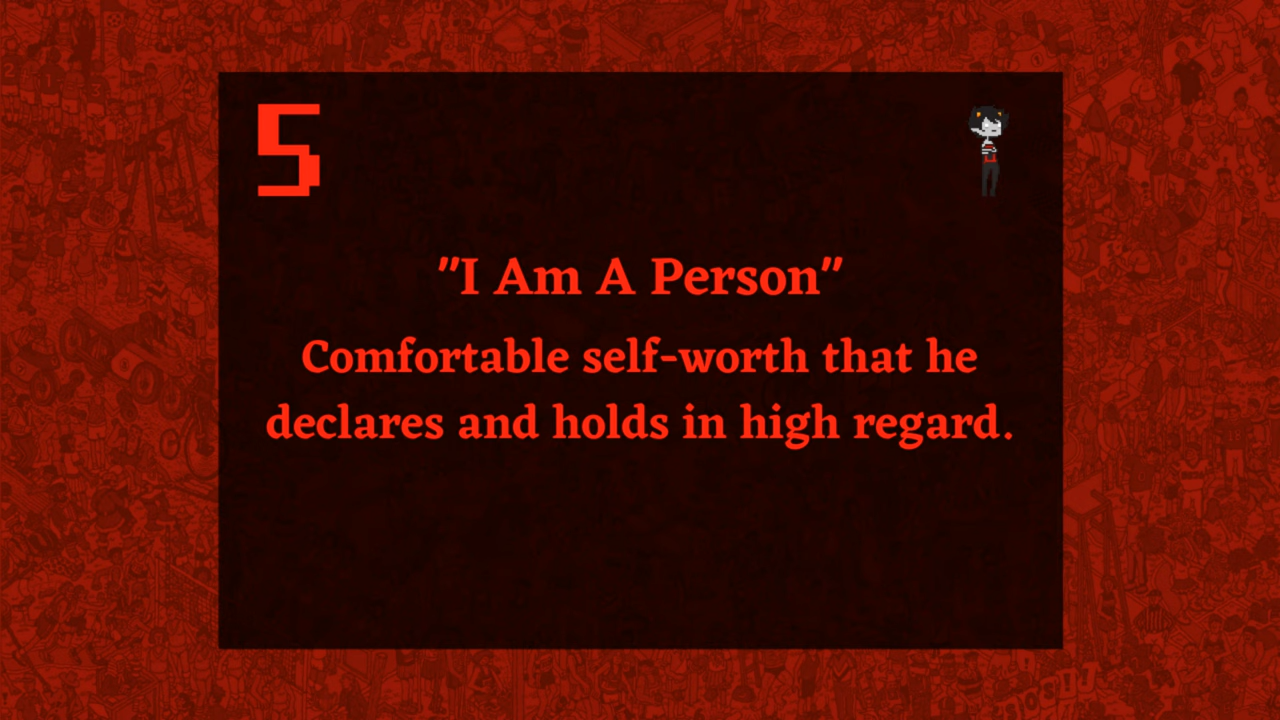 5
"I Am A Person"
Comfortable self-worth that he
declares and holds in high regard.